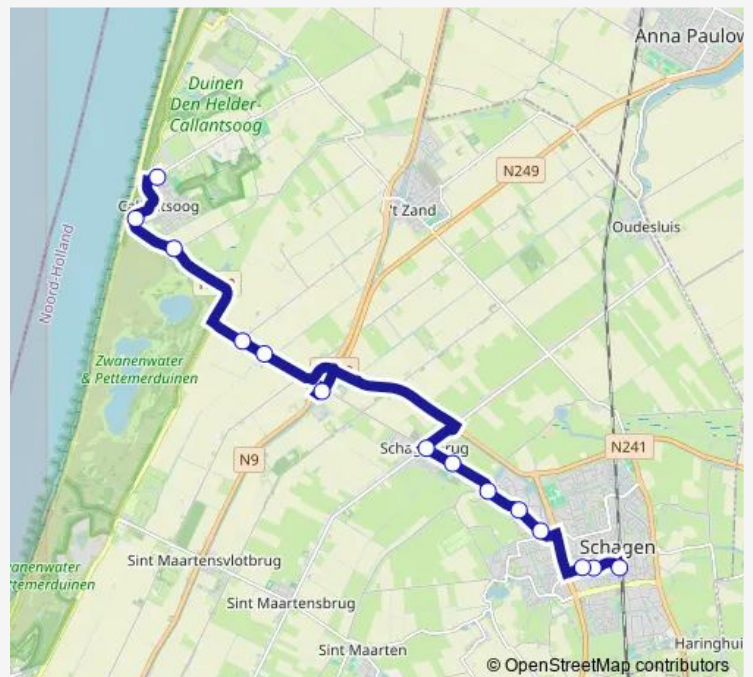 Anna Paulow
Duinen
Den Helder-
Callantsoog
N249
't Zand
Oudesluis
Noord-Holland
Zwanenwater
& Pettemerduinen
N9
N241
Schagen
Sint Maartensvlotbrug
Sint Maartensbrug
Sint Maarten
Haringhui
© OpenStreetMap contributors